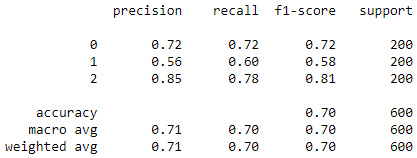 precision recall f1-score support
0 0.72 0.72 0.72 200
1 0.56 0.60 0.58 200
2 0.85 0.78 0.81 200
accuracy 0.70 600
macro avg 0.71 0.70 0.70 600
weighted avg 0.71 0.70 0.70 600